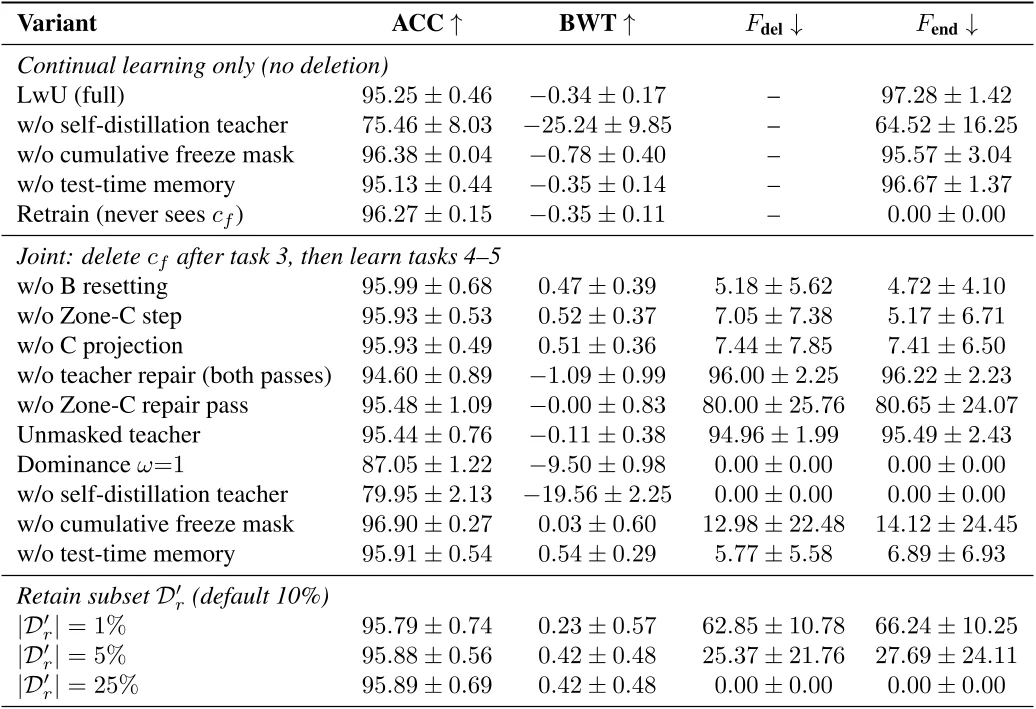 Variant ACC ↑ BWT ↑ F_del ↓ F_end ↓
Continual learning only (no deletion)
LwU (full) 95.25 ± 0.46 −0.34 ± 0.17 – 97.28 ± 1.42
w/o self-distillation teacher 75.46 ± 8.03 −25.24 ± 9.85 – 64.52 ± 16.25
w/o cumulative freeze mask 96.38 ± 0.04 −0.78 ± 0.40 – 95.57 ± 3.04
w/o test-time memory 95.13 ± 0.44 −0.35 ± 0.14 – 96.67 ± 1.37
Retrain (never sees c_f) 96.27 ± 0.15 −0.35 ± 0.11 – 0.00 ± 0.00
Joint: delete c_f after task 3, then learn tasks 4–5
w/o B resetting 95.99 ± 0.68 0.47 ± 0.39 5.18 ± 5.62 4.72 ± 4.10
w/o Zone-C step 95.93 ± 0.53 0.52 ± 0.37 7.05 ± 7.38 5.17 ± 6.71
w/o C projection 95.93 ± 0.49 0.51 ± 0.36 7.44 ± 7.85 7.41 ± 6.50
w/o teacher repair (both passes) 94.60 ± 0.89 −1.09 ± 0.99 96.00 ± 2.25 96.22 ± 2.23
w/o Zone-C repair pass 95.48 ± 1.09 −0.00 ± 0.83 80.00 ± 25.76 80.65 ± 24.07
Unmasked teacher 95.44 ± 0.76 −0.11 ± 0.38 94.96 ± 1.99 95.49 ± 2.43
Dominance ω=1 87.05 ± 1.22 −9.50 ± 0.98 0.00 ± 0.00 0.00 ± 0.00
w/o self-distillation teacher 79.95 ± 2.13 −19.56 ± 2.25 0.00 ± 0.00 0.00 ± 0.00
w/o cumulative freeze mask 96.90 ± 0.27 0.03 ± 0.60 12.98 ± 22.48 14.12 ± 24.45
w/o test-time memory 95.91 ± 0.54 0.54 ± 0.29 5.77 ± 5.58 6.89 ± 6.93
Retain subset D′_r (default 10%)
|D′_r| = 1% 95.79 ± 0.74 0.23 ± 0.57 62.85 ± 10.78 66.24 ± 10.25
|D′_r| = 5% 95.88 ± 0.56 0.42 ± 0.48 25.37 ± 21.76 27.69 ± 24.11
|D′_r| = 25% 95.89 ± 0.69 0.42 ± 0.48 0.00 ± 0.00 0.00 ± 0.00